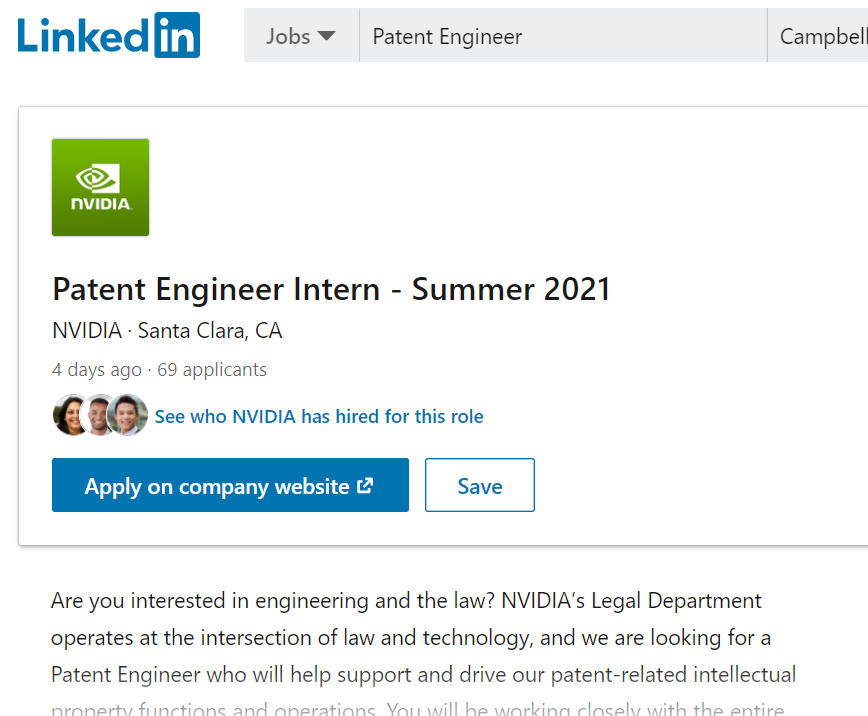 LinkedIn Jobs Patent Engineer Campbell
NVIDIA
Patent Engineer Intern - Summer 2021
NVIDIA · Santa Clara, CA
4 days ago · 69 applicants
See who NVIDIA has hired for this role
Apply on company website Save
Are you interested in engineering and the law? NVIDIA’s Legal Department
operates at the intersection of law and technology, and we are looking for a
Patent Engineer who will help support and drive our patent-related intellectual
property functions and operations. You will be working closely with the entire